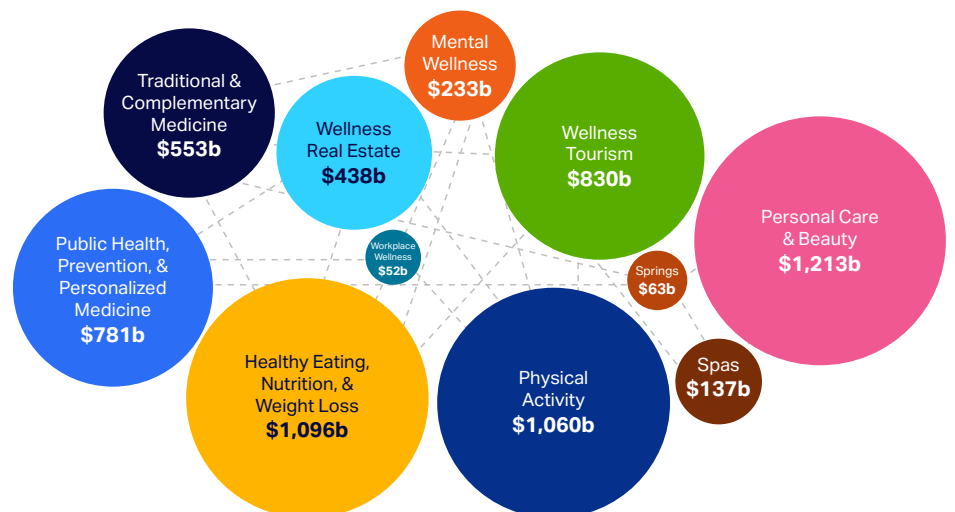 Mental
Wellness
$233b
Traditional &
Complementary
Medicine
$553b
Wellness
Real Estate
$438b
Wellness
Tourism
$830b
Personal Care
& Beauty
$1,213b
Public Health,
Prevention, &
Personalized
Medicine
$781b
Workplace
Wellness
$52b
Springs
$63b
Healthy Eating,
Nutrition, &
Weight Loss
$1,096b
Physical
Activity
$1,060b
Spas
$137b